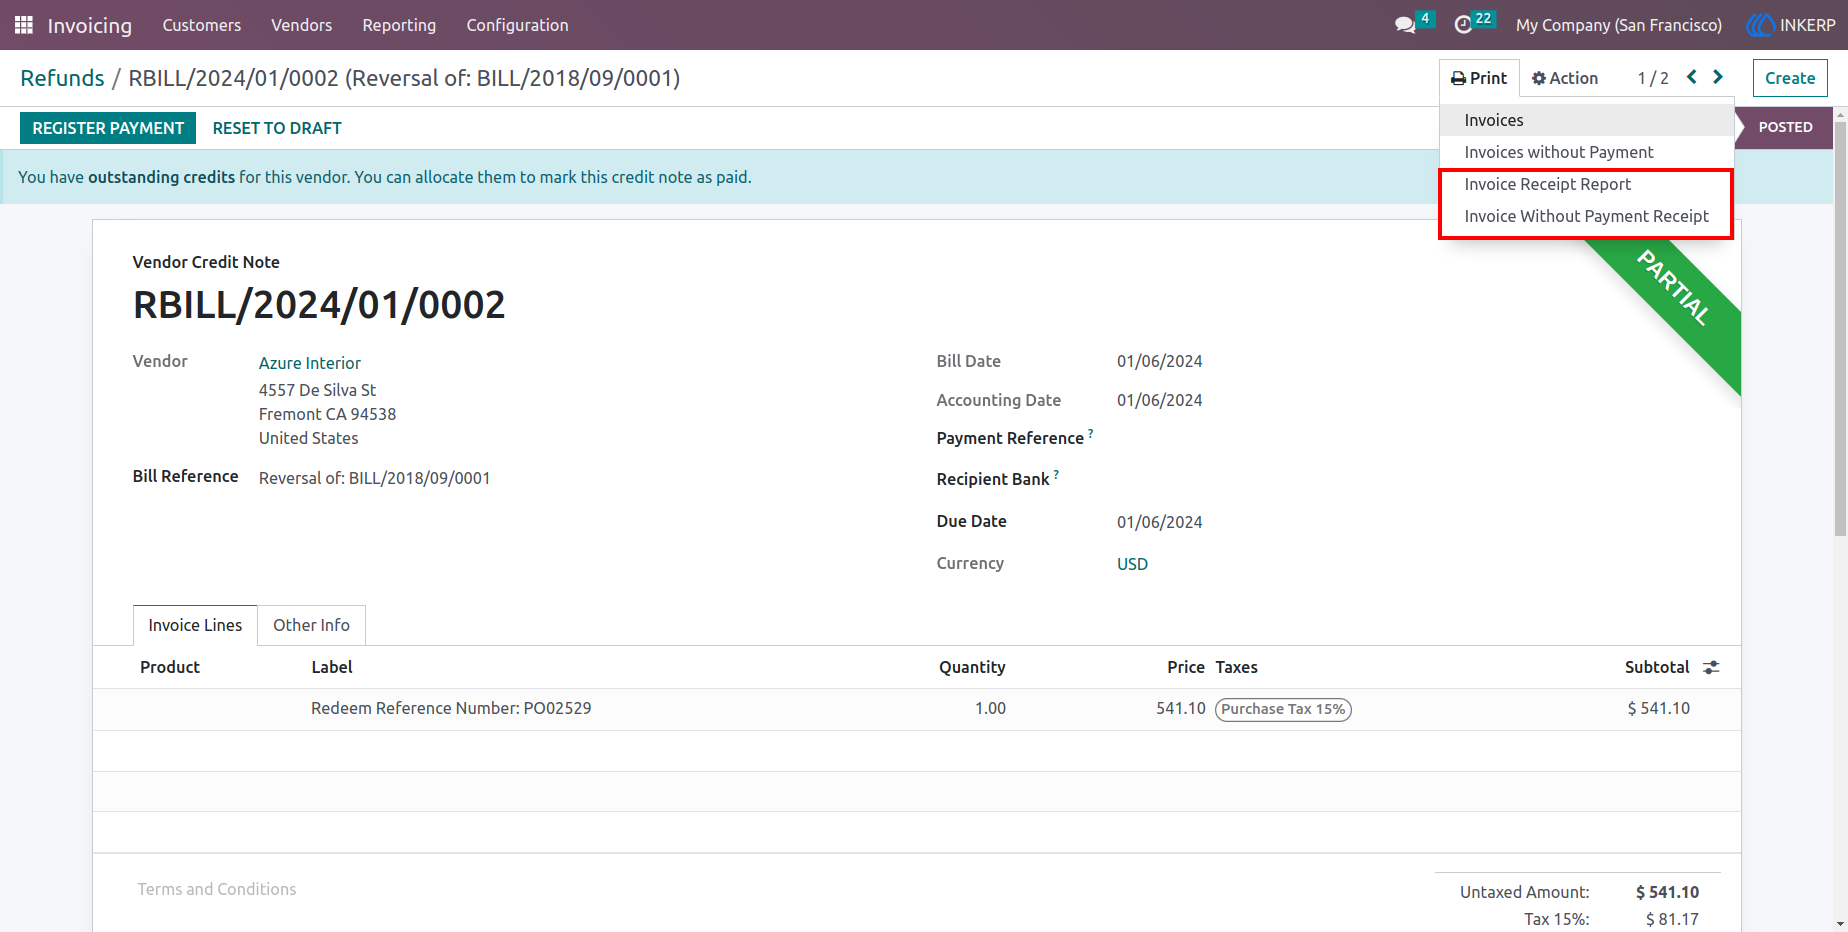 Invoicing Customers Vendors Reporting Configuration 4 22 My Company (San Francisco) INKERP
Refunds / RBILL/2024/01/0002 (Reversal of: BILL/2018/09/0001) Print Action 1 / 2 Create
REGISTER PAYMENT RESET TO DRAFT POSTED
Invoices
Invoices without Payment
Invoice Receipt Report
Invoice Without Payment Receipt
You have outstanding credits for this vendor. You can allocate them to mark this credit note as paid.
PARTIAL
Vendor Credit Note
RBILL/2024/01/0002
Vendor Azure Interior
4557 De Silva St
Fremont CA 94538
United States
Bill Reference Reversal of: BILL/2018/09/0001
Bill Date 01/06/2024
Accounting Date 01/06/2024
Payment Reference ?
Recipient Bank ?
Due Date 01/06/2024
Currency USD
Invoice Lines Other Info
Product Label Quantity Price Taxes Subtotal
Redeem Reference Number: PO02529 1.00 541.10 Purchase Tax 15% $ 541.10
Terms and Conditions
Untaxed Amount: $ 541.10
Tax 15%: $ 81.17